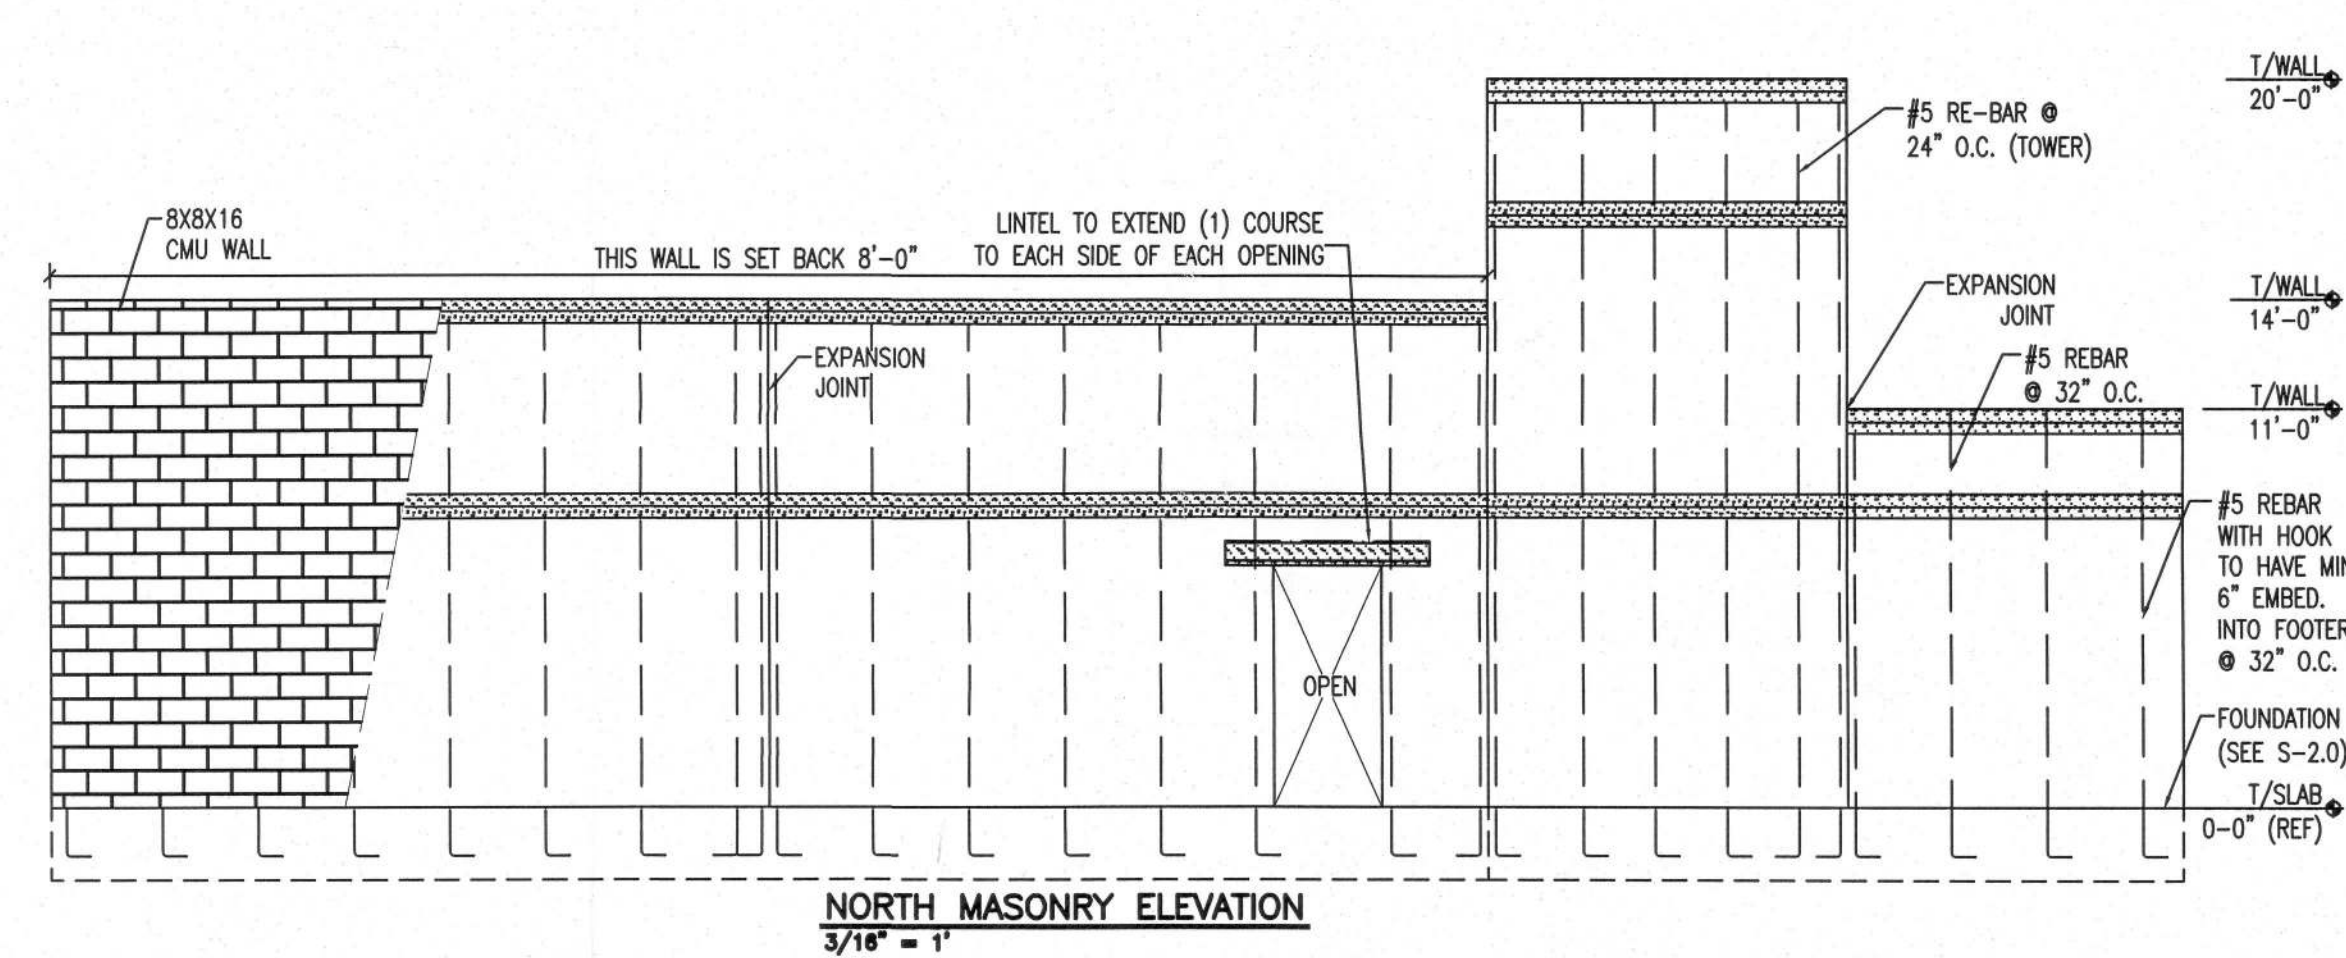 T/WALL
20'-0"
#5 RE-BAR @
24" O.C. (TOWER)
8X8X16
CMU WALL
THIS WALL IS SET BACK 8'-0"
LINTEL TO EXTEND (1) COURSE
TO EACH SIDE OF EACH OPENING
EXPANSION
JOINT
T/WALL
14'-0"
EXPANSION
JOINT
#5 REBAR
@ 32" O.C.
T/WALL
11'-0"
#5 REBAR
WITH HOOK
TO HAVE MIN
6" EMBED.
INTO FOOTER
@ 32" O.C.
OPEN
FOUNDATION
(SEE S-2.0)
T/SLAB
0-0" (REF)
NORTH MASONRY ELEVATION
3/16" = 1'